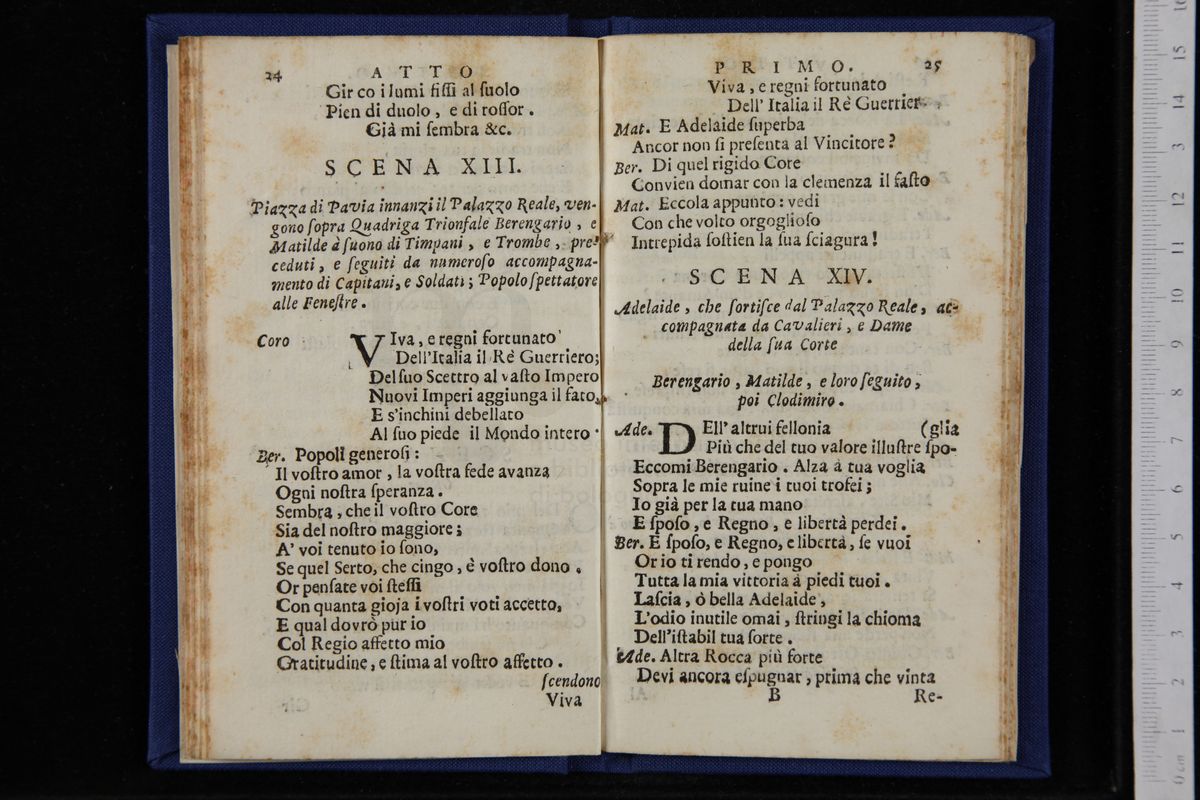 24 ATTO
Gir co i lumi fiſſi al ſuolo
Pien di duolo, e di roſſor.
Già mi ſembra &c.
SCENA XIII.
Piazza di Pavia innanzi il Palazzo Reale, ven-
gono ſopra Quadriga Trionfale Berengario, e
Matilde à ſuono di Timpani, e Trombe, pre-
ceduti, e ſeguiti da numeroſo accompagna-
mento di Capitani, e Soldati; Popolo ſpettatore
alle Feneſtre.
Coro VIva, e regni fortunato
Dell'Italia il Rè Guerriero;
Del ſuo Scettro al vaſto Impero
Nuovi Imperi aggiunga il fato,
E s'inchini debellato
Al ſuo piede il Mondo intero.
Ber. Popoli generoſi:
Il voſtro amor, la voſtra fede avanza
Ogni noſtra ſperanza.
Sembra, che il voſtro Core
Sia del noſtro maggiore;
A' voi tenuto io ſono,
Se quel Serto, che cingo, è voſtro dono.
Or penſate voi ſteſſi
Con quanta gioja i voſtri voti accetto,
E qual dovrò pur io
Col Regio affetto mio
Gratitudine, e ſtima al voſtro affetto.
ſcendono
Viva
PRIMO. 25
Viva, e regni fortunato
Dell' Italia il Rè Guerrier.
Mat. E Adelaide ſuperba
Ancor non ſi preſenta al Vincitore?
Ber. Di quel rigido Core
Convien domar con la clemenza il faſto
Mat. Eccola appunto: vedi
Con che volto orgoglioſo
Intrepida ſoſtien la ſua ſciagura!
SCENA XIV.
Adelaide, che ſortiſce dal Palazzo Reale, ac-
compagnata da Cavalieri, e Dame
della ſua Corte
Berengario, Matilde, e loro ſeguito,
poi Clodimiro.
Ade. DEll' altrui fellonia (glia
Più che del tuo valore illuſtre ſpo-
Eccomi Berengario. Alza à tua voglia
Sopra le mie ruine i tuoi trofei;
Io già per la tua mano
E ſpoſo, e Regno, e libertà perdei.
Ber. E ſpoſo, e Regno, e libertà, ſe vuoi
Or io ti rendo, e pongo
Tutta la mia vittoria à piedi tuoi.
Laſcia, ò bella Adelaide,
L'odio inutile omai, ſtringi la chioma
Dell'iſtabil tua ſorte.
Ade. Altra Rocca più forte
Devi ancora eſpugnar, prima che vinta
B Re-